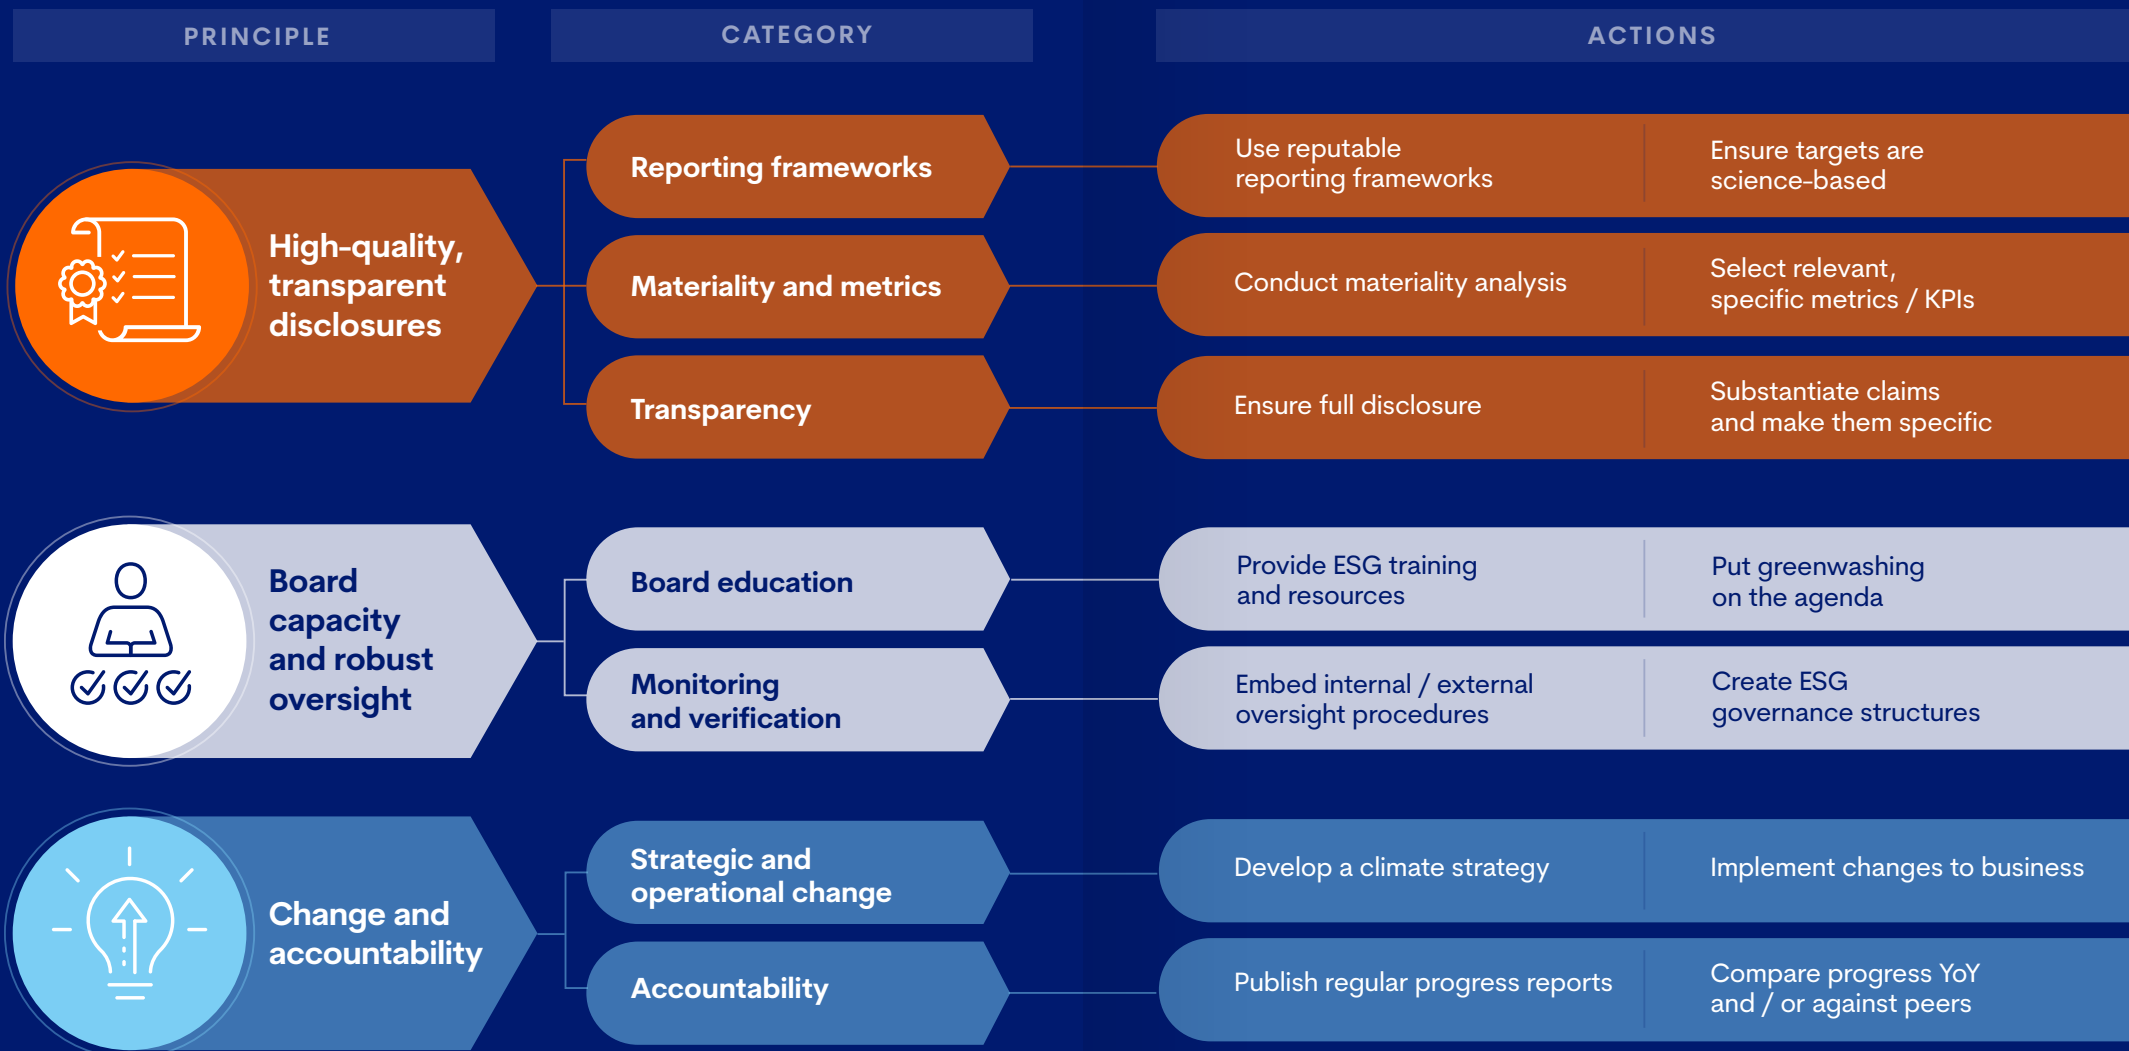 PRINCIPLE
CATEGORY
ACTIONS
High-quality,
transparent
disclosures
Reporting frameworks
Use reputable
reporting frameworks
Ensure targets are
science-based
Materiality and metrics
Conduct materiality analysis
Select relevant,
specific metrics / KPIs
Transparency
Ensure full disclosure
Substantiate claims
and make them specific
Board
capacity
and robust
oversight
Board education
Provide ESG training
and resources
Put greenwashing
on the agenda
Monitoring
and verification
Embed internal / external
oversight procedures
Create ESG
governance structures
Change and
accountability
Strategic and
operational change
Develop a climate strategy
Implement changes to business
Accountability
Publish regular progress reports
Compare progress YoY
and / or against peers